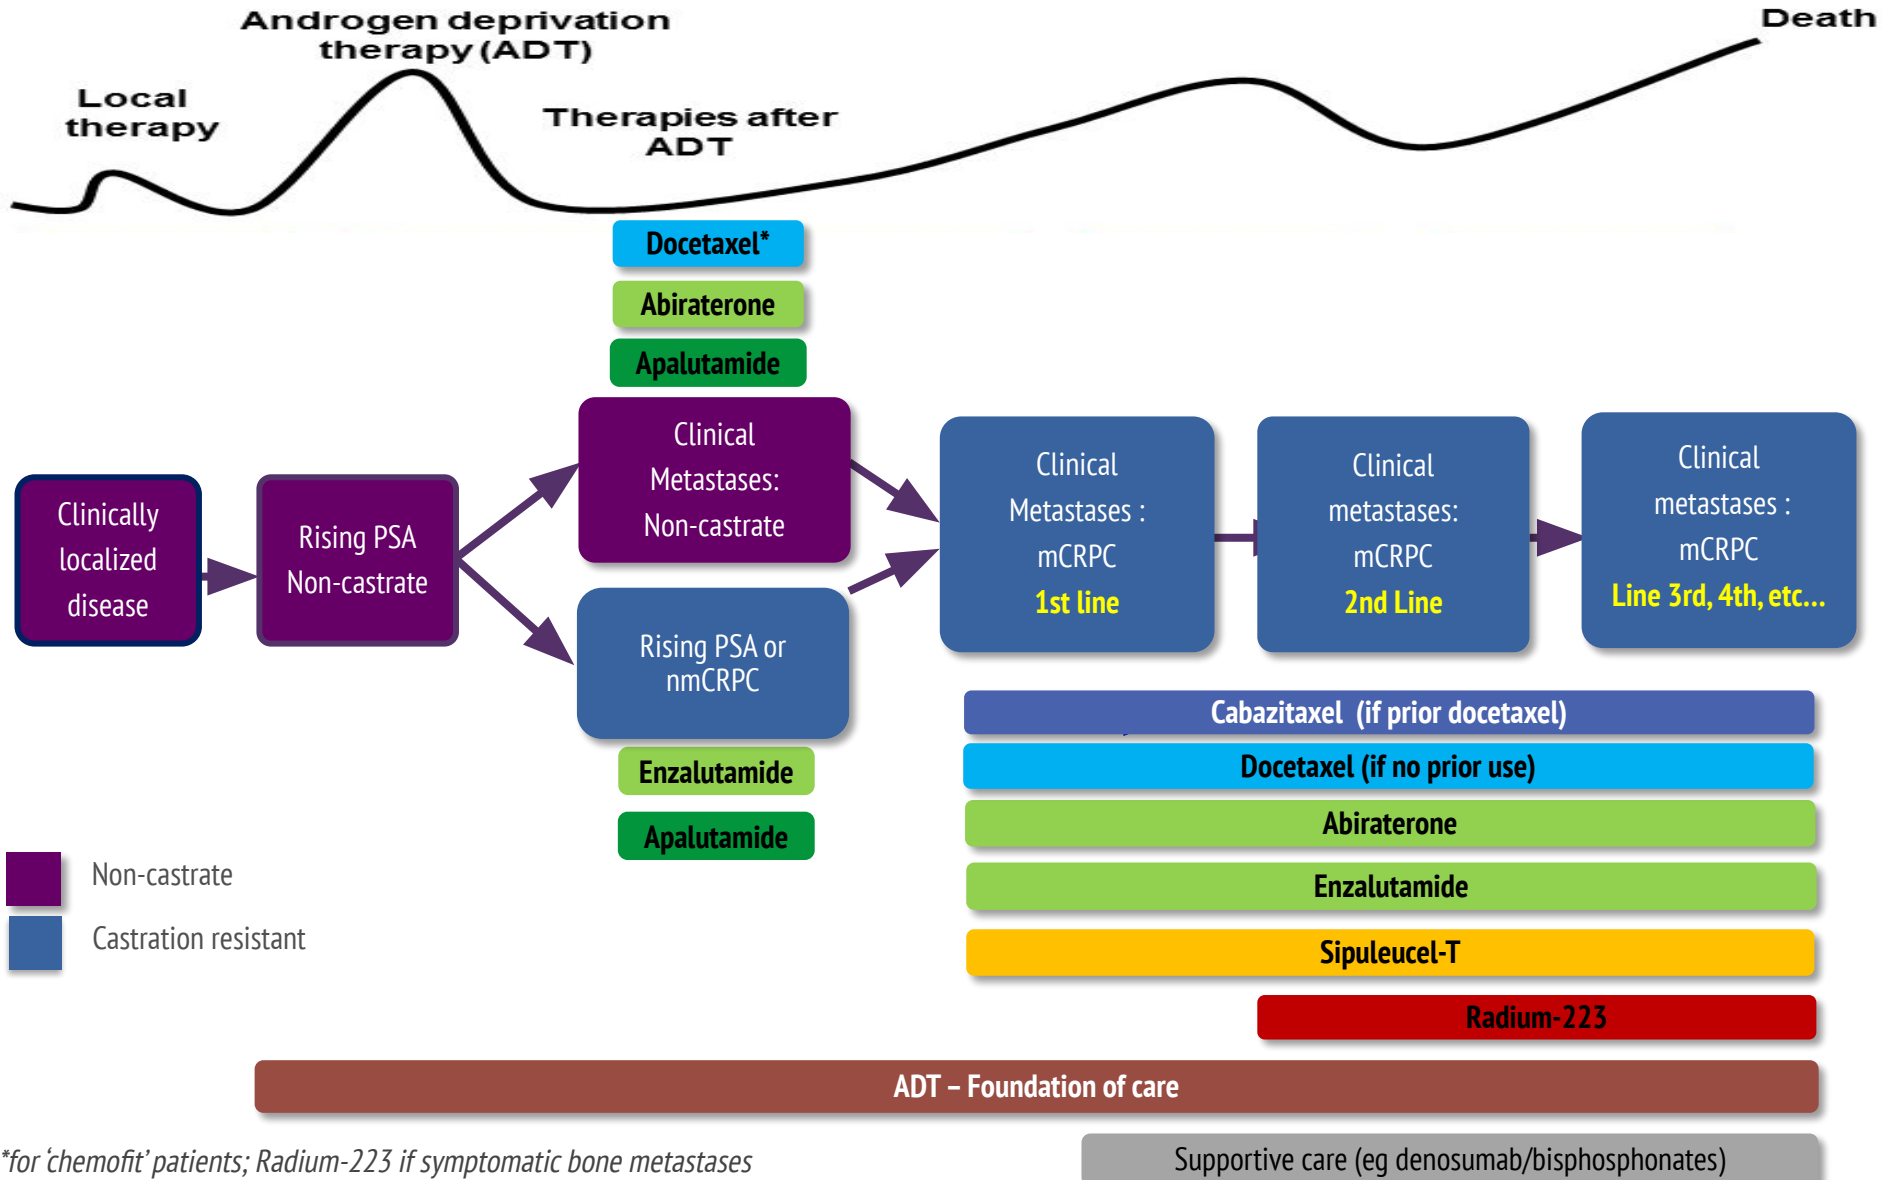 Androgen deprivation
therapy (ADT)
Death
Local
therapy
Therapies after
ADT
Docetaxel*
Abiraterone
Apalutamide
Clinically
localized
disease
Rising PSA
Non-castrate
Clinical
Metastases:
Non-castrate
Rising PSA or
nmCRPC
Clinical
Metastases :
mCRPC
1st line
Clinical
metastases:
mCRPC
2nd Line
Clinical
metastases :
mCRPC
Line 3rd, 4th, etc...
Enzalutamide
Apalutamide
Cabazitaxel (if prior docetaxel)
Docetaxel (if no prior use)
Abiraterone
Enzalutamide
Sipuleucel-T
Radium-223
ADT – Foundation of care
Supportive care (eg denosumab/bisphosphonates)
Non-castrate
Castration resistant
*for ‘chemofit’ patients; Radium-223 if symptomatic bone metastases